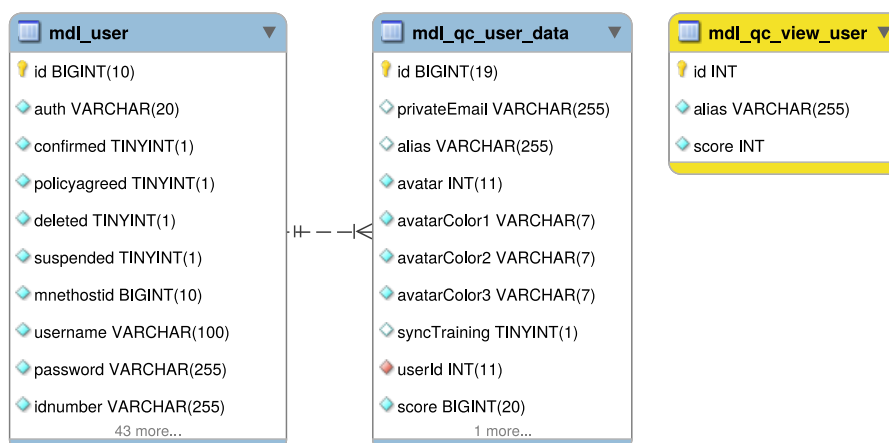 mdl_user
id BIGINT(10)
auth VARCHAR(20)
confirmed TINYINT(1)
policyagreed TINYINT(1)
deleted TINYINT(1)
suspended TINYINT(1)
mnethostid BIGINT(10)
username VARCHAR(100)
password VARCHAR(255)
idnumber VARCHAR(255)
43 more...
mdl_qc_user_data
id BIGINT(19)
privateEmail VARCHAR(255)
alias VARCHAR(255)
avatar INT(11)
avatarColor1 VARCHAR(7)
avatarColor2 VARCHAR(7)
avatarColor3 VARCHAR(7)
syncTraining TINYINT(1)
userId INT(11)
score BIGINT(20)
1 more...
mdl_qc_view_user
id INT
alias VARCHAR(255)
score INT